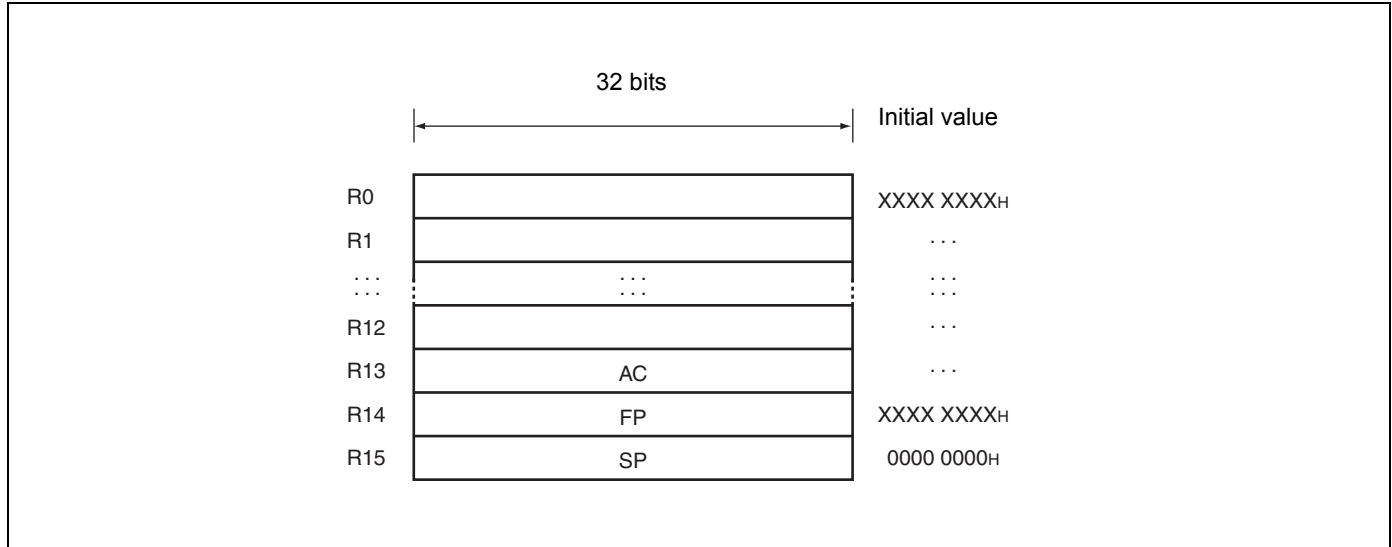 32 bits
Initial value
R0 XXXX XXXXH
R1 ...
... ... ...
... ... ...
R12 ...
R13 AC ...
R14 FP XXXX XXXXH
R15 SP 0000 0000H